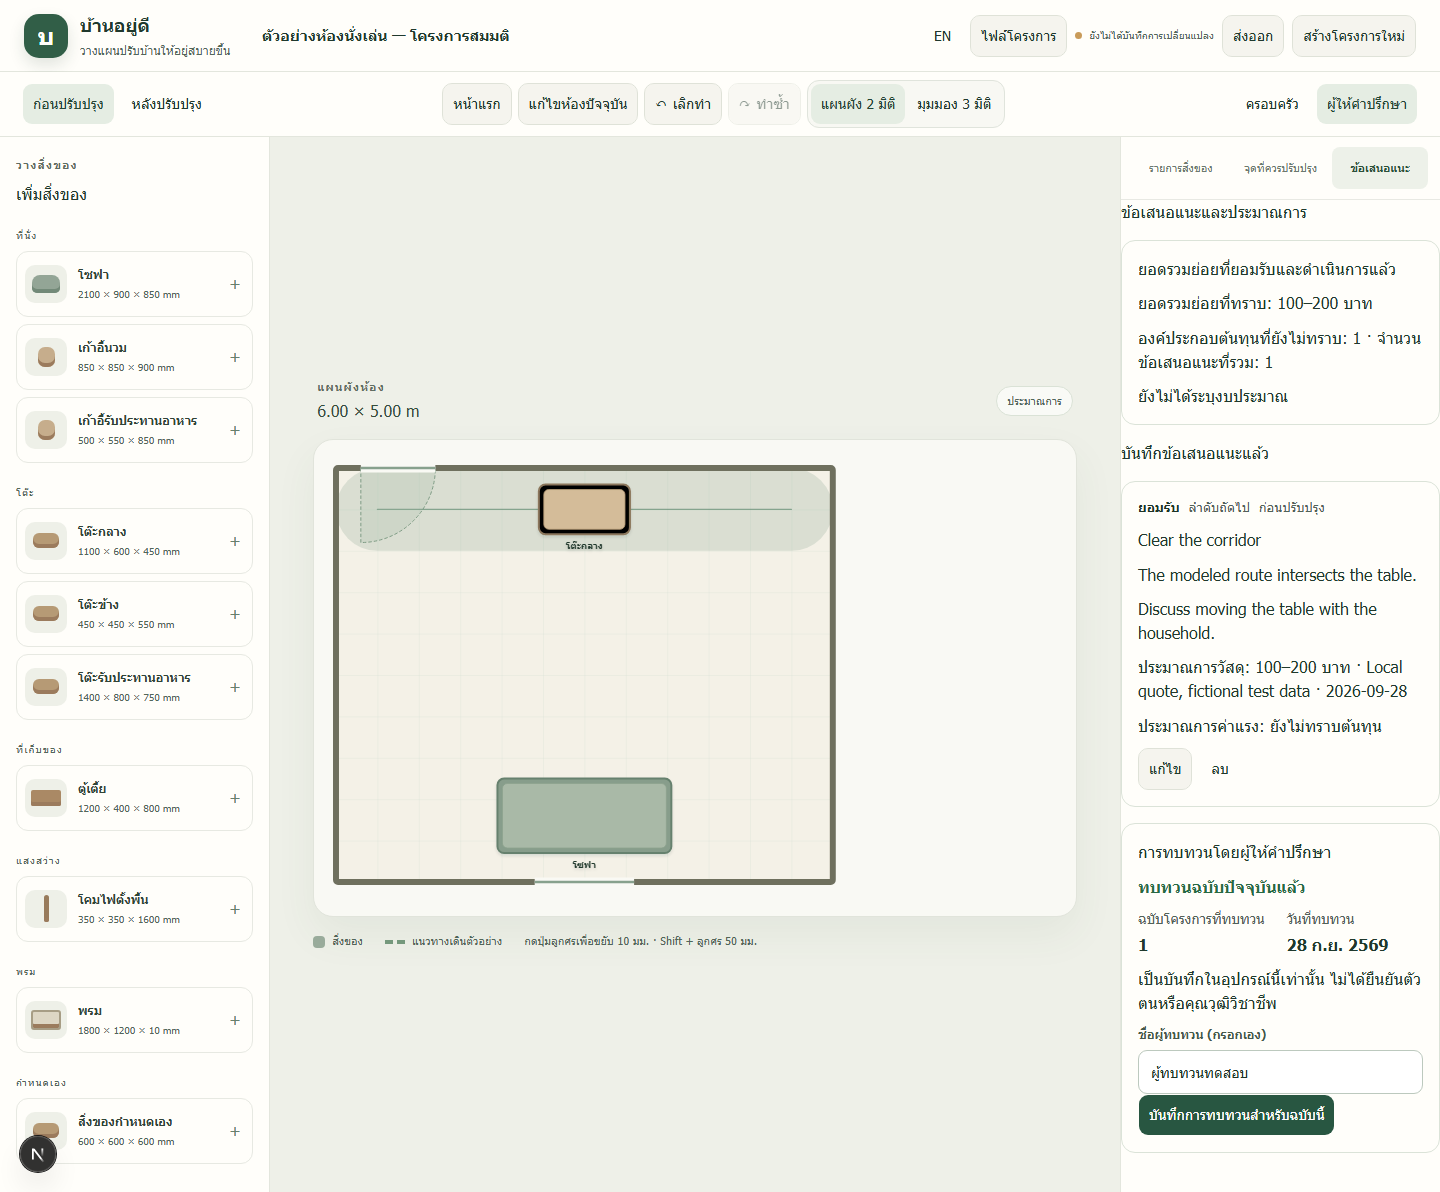 บ
บ้านอยู่ดี
วางแผนปรับบ้านให้อยู่สบายขึ้น
ตัวอย่างห้องนั่งเล่น — โครงการสมมติ
EN
ไฟล์โครงการ
ยังไม่ได้บันทึกการเปลี่ยนแปลง
ส่งออก
สร้างโครงการใหม่
ก่อนปรับปรุง
หลังปรับปรุง
หน้าแรก
แก้ไขห้องปัจจุบัน
เลิกทำ
ทำซ้ำ
แผนผัง 2 มิติ
มุมมอง 3 มิติ
ครอบครัว
ผู้ให้คำปรึกษา
วางสิ่งของ
เพิ่มสิ่งของ
ที่นั่ง
โซฟา
2100 × 900 × 850 mm
+
เก้าอี้นวม
850 × 850 × 900 mm
+
เก้าอี้รับประทานอาหาร
500 × 550 × 850 mm
+
โต๊ะ
โต๊ะกลาง
1100 × 600 × 450 mm
+
โต๊ะข้าง
450 × 450 × 550 mm
+
โต๊ะรับประทานอาหาร
1400 × 800 × 750 mm
+
ที่เก็บของ
ตู้เตี้ย
1200 × 400 × 800 mm
+
แสงสว่าง
โคมไฟตั้งพื้น
350 × 350 × 1600 mm
+
พรม
พรม
1800 × 1200 × 10 mm
+
กำหนดเอง
สิ่งของกำหนดเอง
600 × 600 × 600 mm
+
N
แผนผังห้อง
6.00 × 5.00 m
ประมาณการ
โต๊ะกลาง
โซฟา
สิ่งของ
แนวทางเดินตัวอย่าง
กดปุ่มลูกศรเพื่อขยับ 10 มม. · Shift + ลูกศร 50 มม.
รายการสิ่งของ
จุดที่ควรปรับปรุง
ข้อเสนอแนะ
ข้อเสนอแนะและประมาณการ
ยอดรวมย่อยที่ยอมรับและดำเนินการแล้ว
ยอดรวมย่อยที่ทราบ: 100–200 บาท
องค์ประกอบต้นทุนที่ยังไม่ทราบ: 1 · จำนวน
ข้อเสนอแนะที่รวม: 1
ยังไม่ได้ระบุงบประมาณ
บันทึกข้อเสนอแนะแล้ว
ยอมรับ ลำดับถัดไป ก่อนปรับปรุง
Clear the corridor
The modeled route intersects the table.
Discuss moving the table with the
household.
ประมาณการวัสดุ: 100–200 บาท · Local
quote, fictional test data · 2026-09-28
ประมาณการค่าแรง: ยังไม่ทราบต้นทุน
แก้ไข
ลบ
การทบทวนโดยผู้ให้คำปรึกษา
ทบทวนฉบับปัจจุบันแล้ว
ฉบับโครงการที่ทบทวน
วันที่ทบทวน
1
28 ก.ย. 2569
เป็นบันทึกในอุปกรณ์นี้เท่านั้น ไม่ได้ยืนยันตัว
ตนหรือคุณวุฒิวิชาชีพ
ชื่อผู้ทบทวน (กรอกเอง)
ผู้ทบทวนทดสอบ
บันทึกการทบทวนสำหรับฉบับนี้